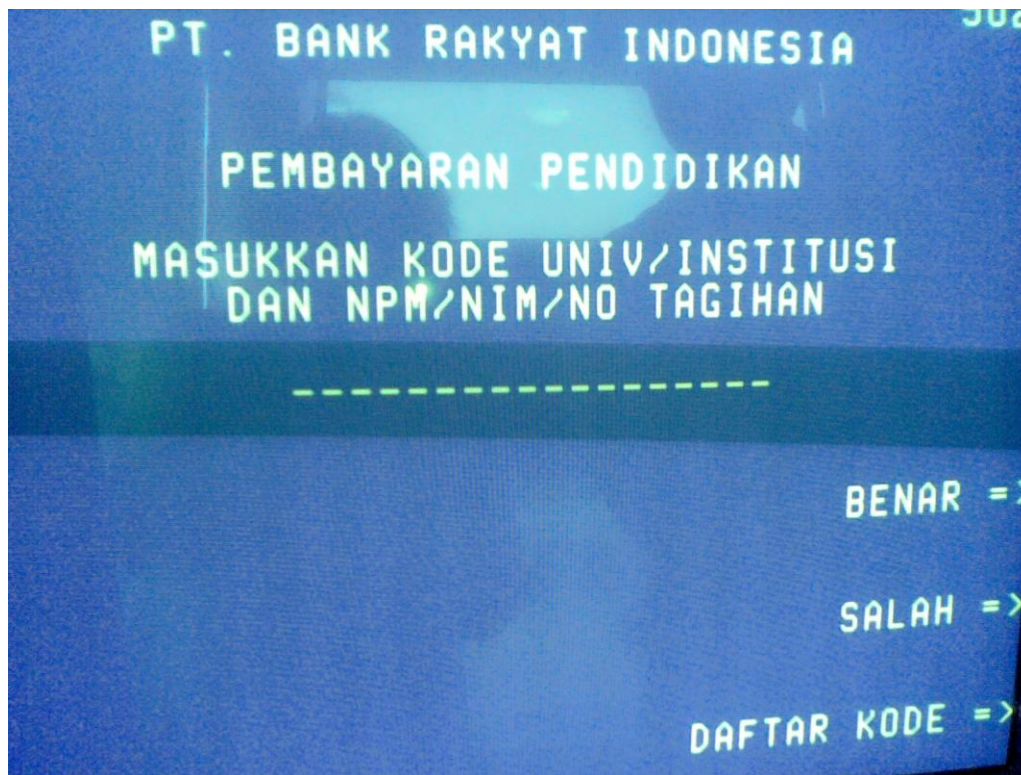 PT. BANK RAKYAT INDONESIA
PEMBAYARAN PENDIDIKAN
MASUKKAN KODE UNIV/INSTITUSI
DAN NPM/NIM/NO TAGIHAN
------------------
BENAR =>
SALAH =>
DAFTAR KODE =>